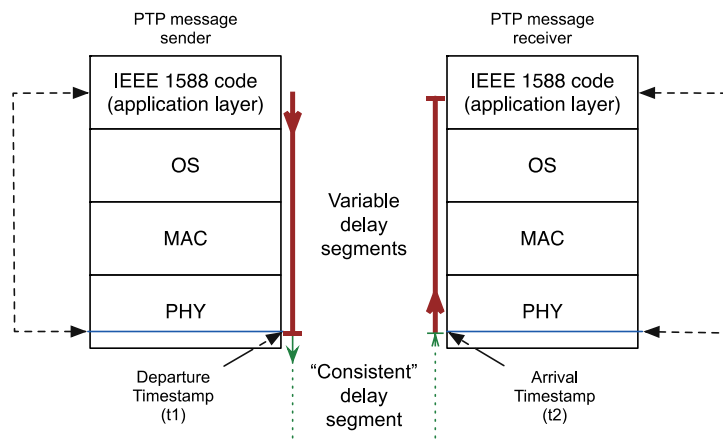 PTP message
sender
IEEE 1588 code
(application layer)
OS
MAC
PHY
Departure
Timestamp
(t1)
Variable
delay
segments
“Consistent”
delay
segment
PTP message
receiver
IEEE 1588 code
(application layer)
OS
MAC
PHY
Arrival
Timestamp
(t2)